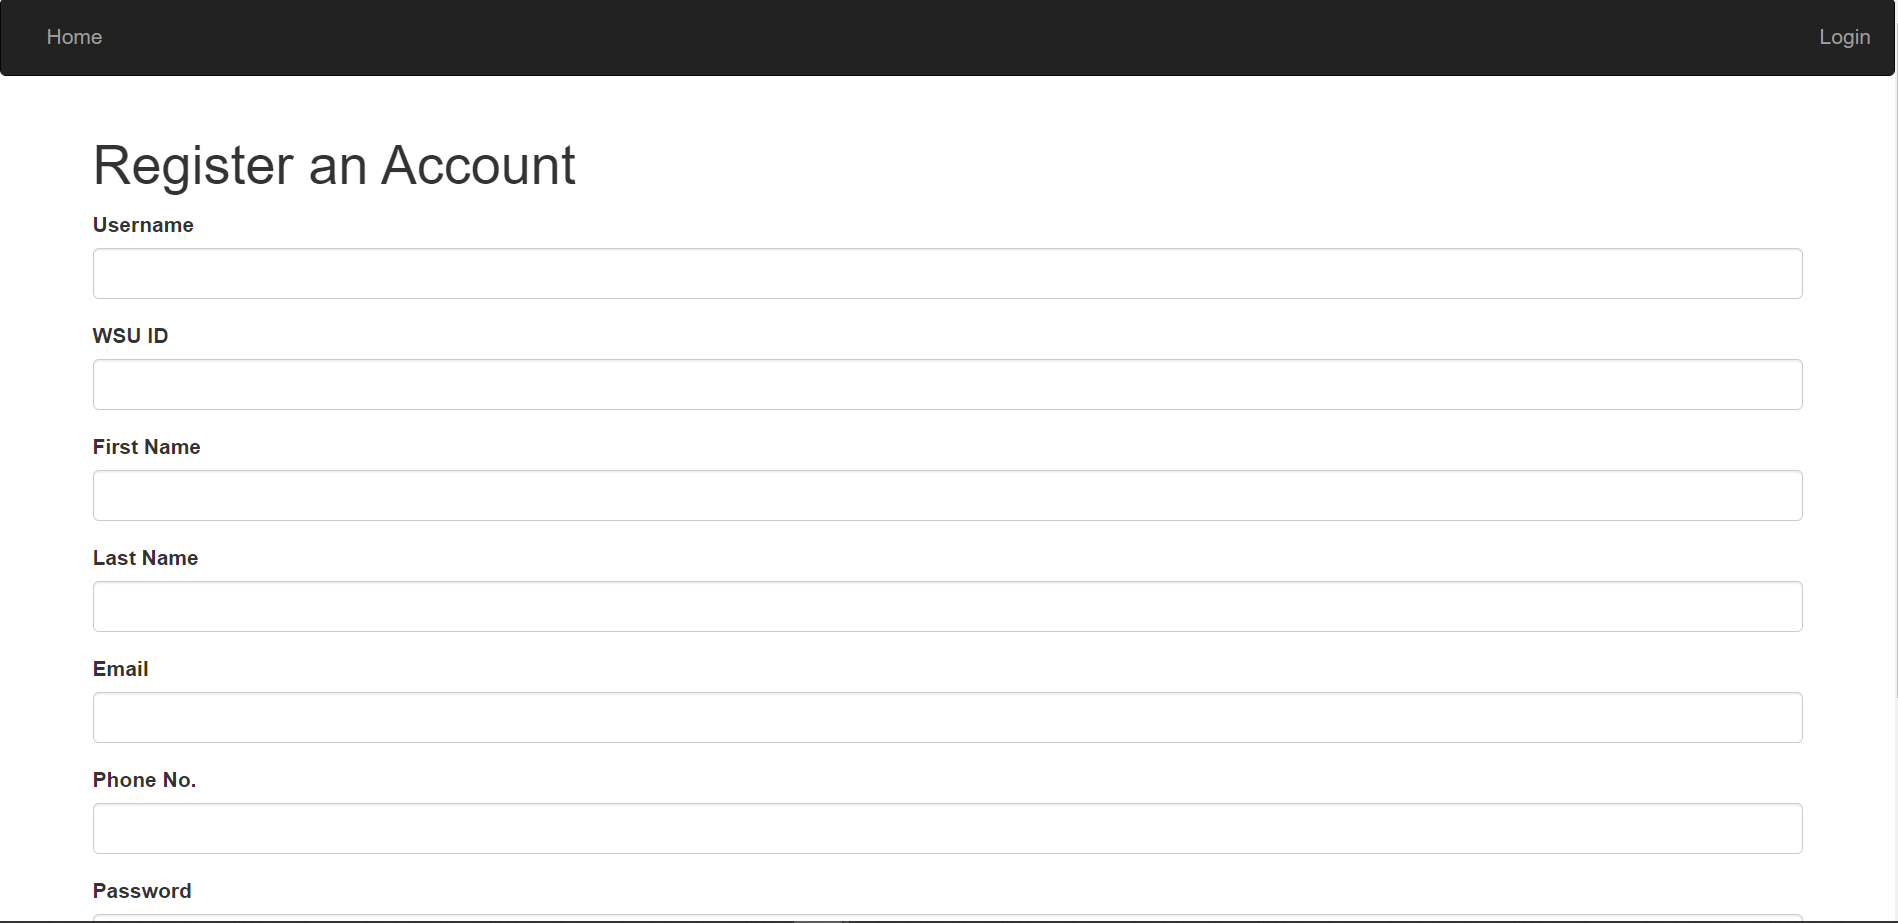 Home
Login
Register an Account
Username
WSU ID
First Name
Last Name
Email
Phone No.
Password